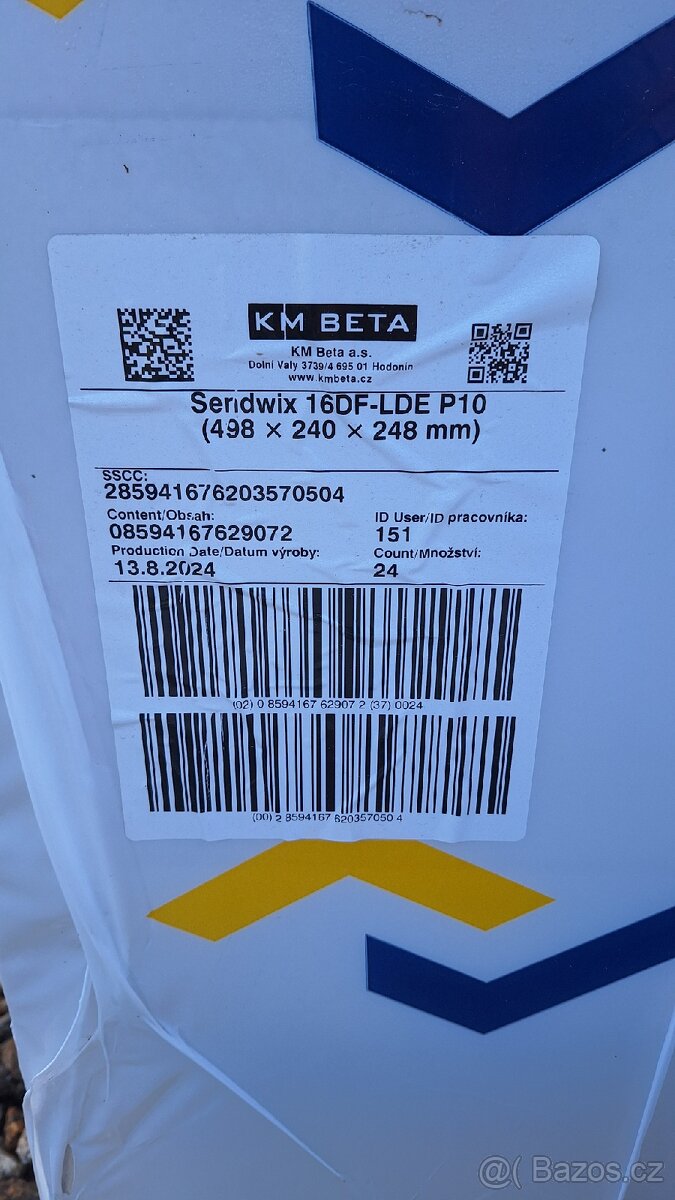 KM BETA
KM Beta a.s.
Dolní Valy 3739/4 695 01 Hodonín
www.kmbeta.cz
Sendwix 16DF-LDE P10
(498 × 240 × 248 mm)
SSCC:
285941676203570504
Content/Obsah:
08594167629072
ID User/ID pracovníka:
151
Production Date/Datum výroby:
13.8.2024
Count/Množství:
24
(02) 0 8594167 62907 2 (37) 0024
(00) 2 8594167 620357050 4
@( Bazos.cz